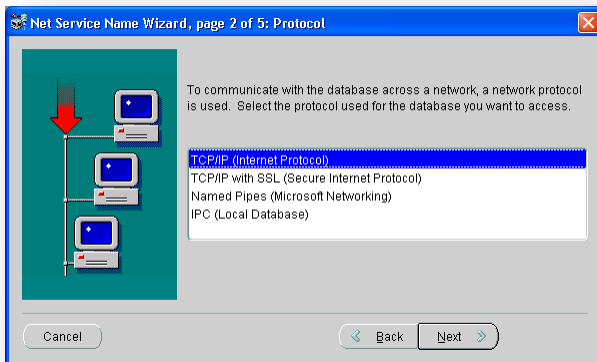 Net Service Name Wizard, page 2 of 5: Protocol
To communicate with the database across a network, a network protocol
is used. Select the protocol used for the database you want to access.
TCP/IP (Internet Protocol)
TCP/IP with SSL (Secure Internet Protocol)
Named Pipes (Microsoft Networking)
IPC (Local Database)
Cancel
Back
Next